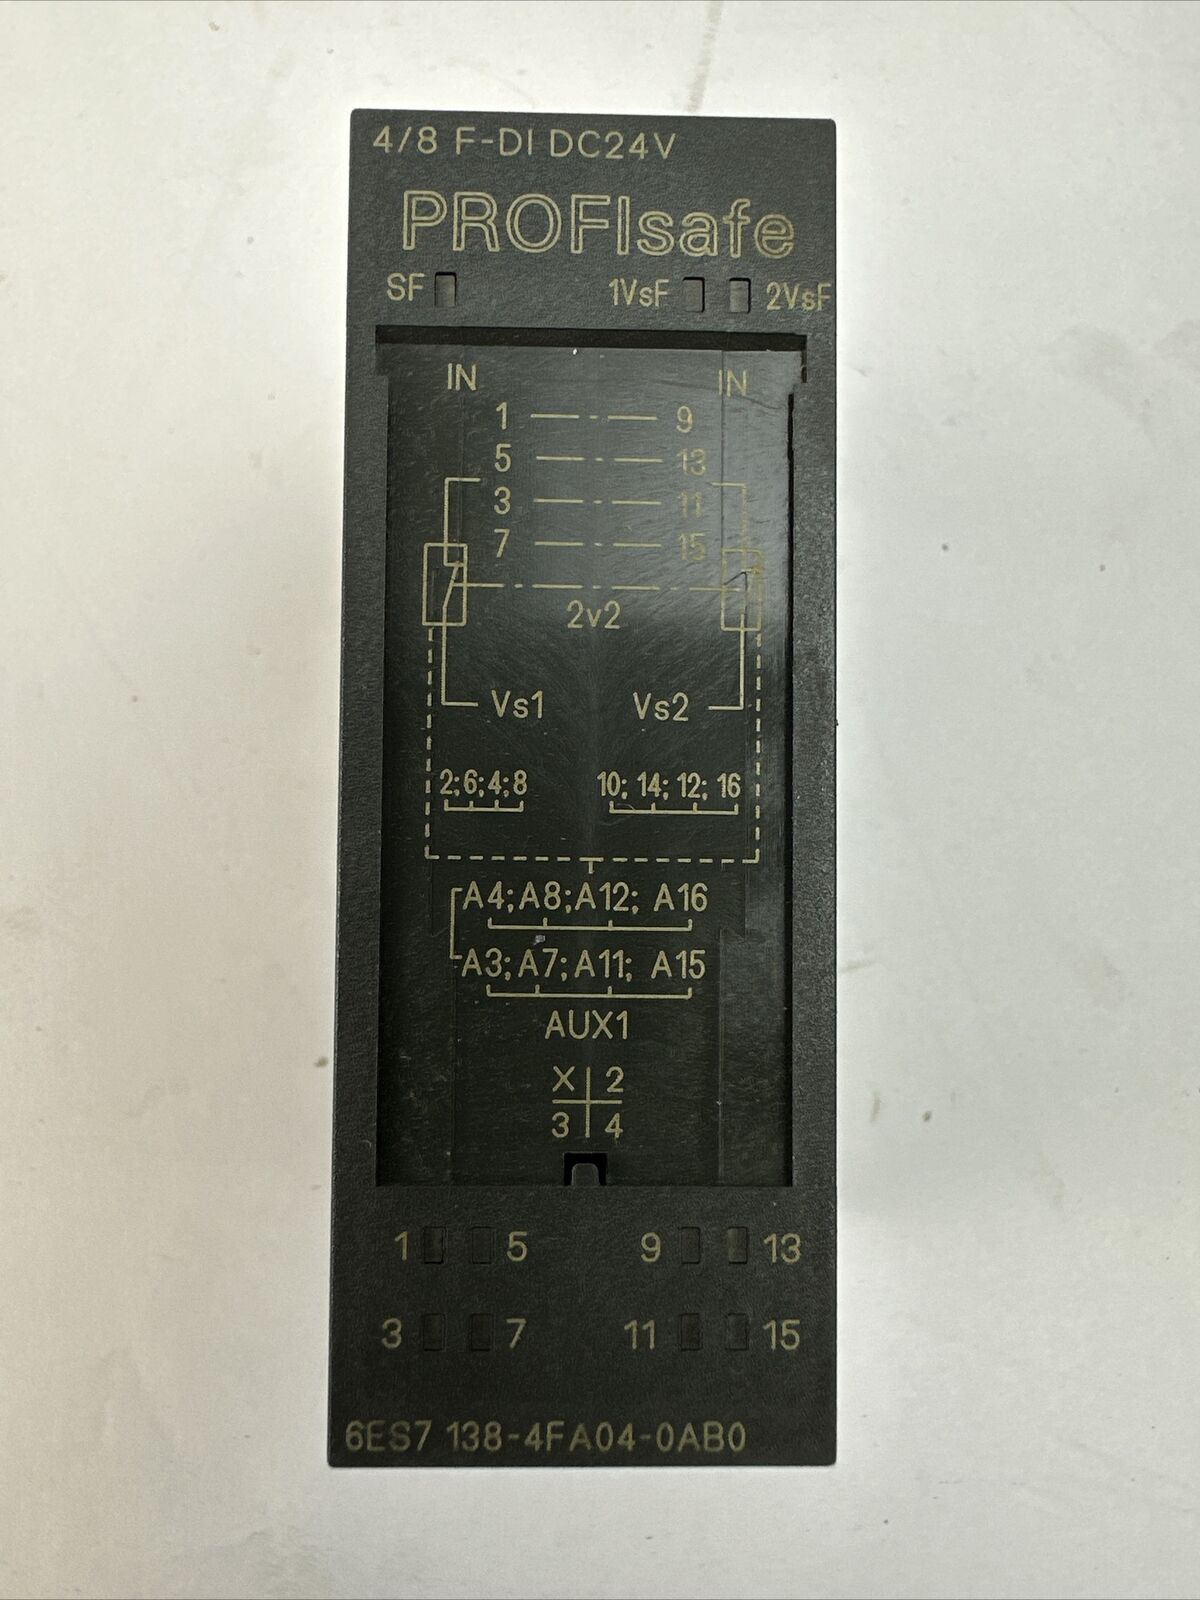 4/8 F-DI DC24V
PROFIsafe
SF 1VsF 2VsF
IN IN
1 9
5 13
3 11
7 15
2v2
Vs1 Vs2
2;6;4;8 10; 14; 12; 16
A4;A8;A12; A16
A3;A7;A11; A15
AUX1
X 2
3 4
1 5 9 13
3 7 11 15
6ES7 138-4FA04-0AB0